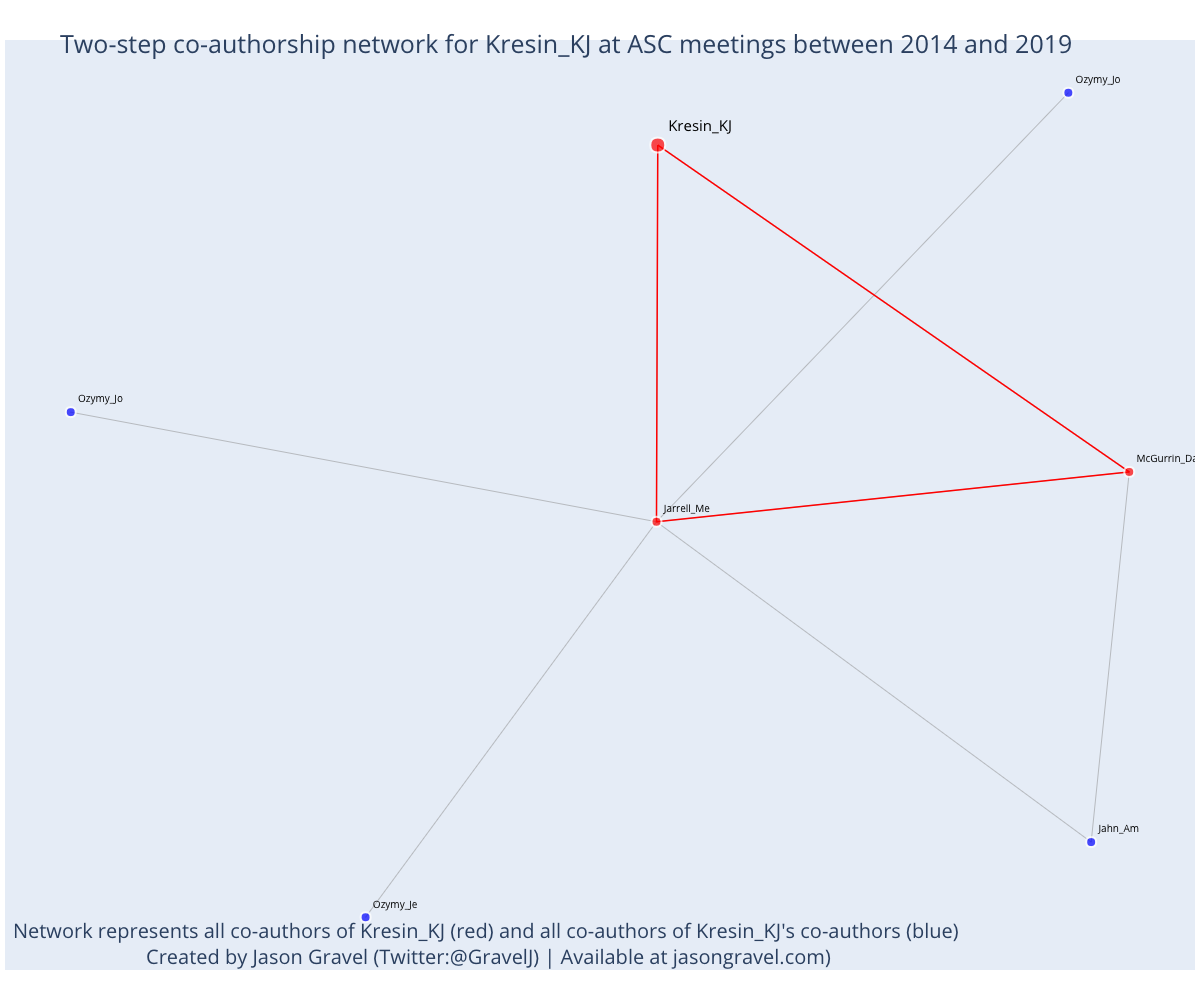 Two-step co-authorship network for Kresin_KJ at ASC meetings between 2014 and 2019
Ozymy_Jo
Kresin_KJ
Ozymy_Jo
McGurrin_Da
Jarrell_Me
Jahn_Am
Ozymy_Je
Network represents all co-authors of Kresin_KJ (red) and all co-authors of Kresin_KJ's co-authors (blue)
Created by Jason Gravel (Twitter:@GravelJ) | Available at jasongravel.com)